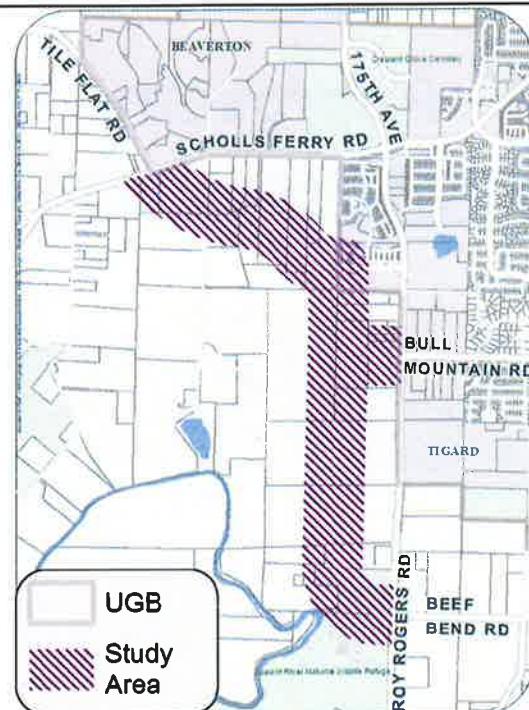 BEAVERTON
TILE FLAT RD
175TH AVE
SCHOLLS FERRY RD
BULL
MOUNTAIN RD
TIGARD
ROY ROGERS RD
BEEF
BEND RD
UGB
Study
Area